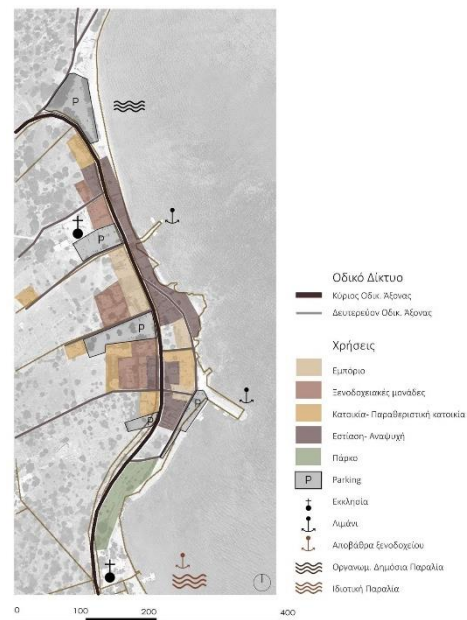 P
P
P
P
P
Οδικό Δίκτυο
Κύριος Οδικ. Άξονας
Δευτερεύον Οδικ. Άξονας
Χρήσεις
Εμπόριο
Ξενοδοχειακές μονάδες
Κατοικία- Παραθεριστική κατοικία
Εστίαση- Αναψυχή
Πάρκο
P Parking
Εκκλησία
Λιμάνι
Αποβάθρα ξενοδοχείου
Οργανωμ. Δημόσια Παραλία
Ιδιοτική Παραλία
0 100 200 400